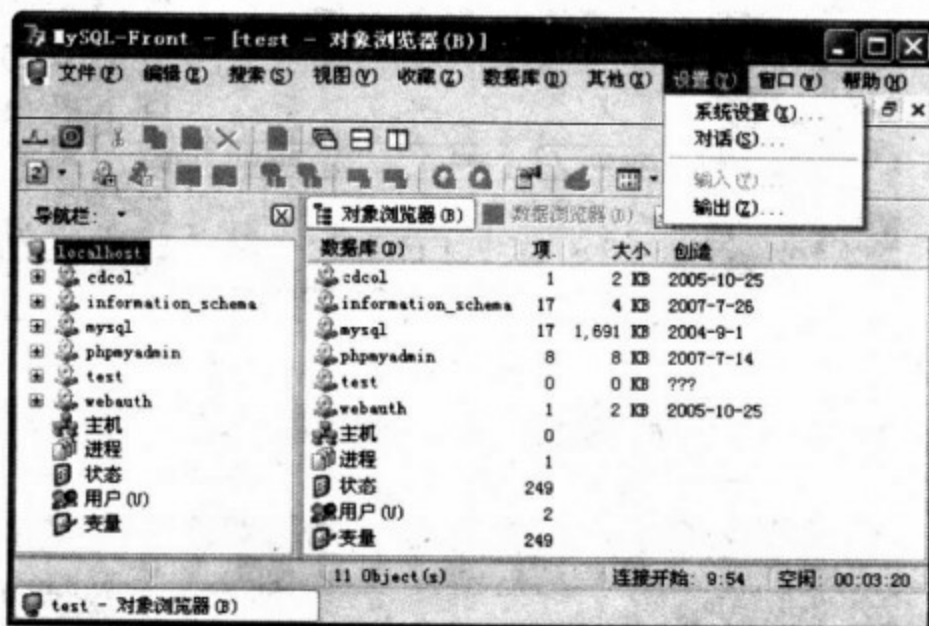 MySQL-Front - [test - 对象浏览器(B)]
文件(F) 编辑(E) 搜索(S) 视图(V) 收藏(Z) 数据库(D) 其他(X) 设置(T) 窗口(W) 帮助(H)
系统设置(X)...
对话(S)...
输入(Y)...
输出(Z)...
导航栏:
对象浏览器(B) 数据浏览器(D)
localhost
cdcol
information_schema
mysql
phpmyadmin
test
webauth
主机
进程
状态
用户(U)
变量
数据库(D) 项. 大小 创造
cdcol 1 2 KB 2005-10-25
information_schema 17 4 KB 2007-7-26
mysql 17 1,691 KB 2004-9-1
phpmyadmin 8 8 KB 2007-7-14
test 0 0 KB ???
webauth 1 2 KB 2005-10-25
主机 0
进程 1
状态 249
用户(U) 2
变量 249
11 Object(s) 连接开始: 9:54 空闲: 00:03:20
test - 对象浏览器(B)